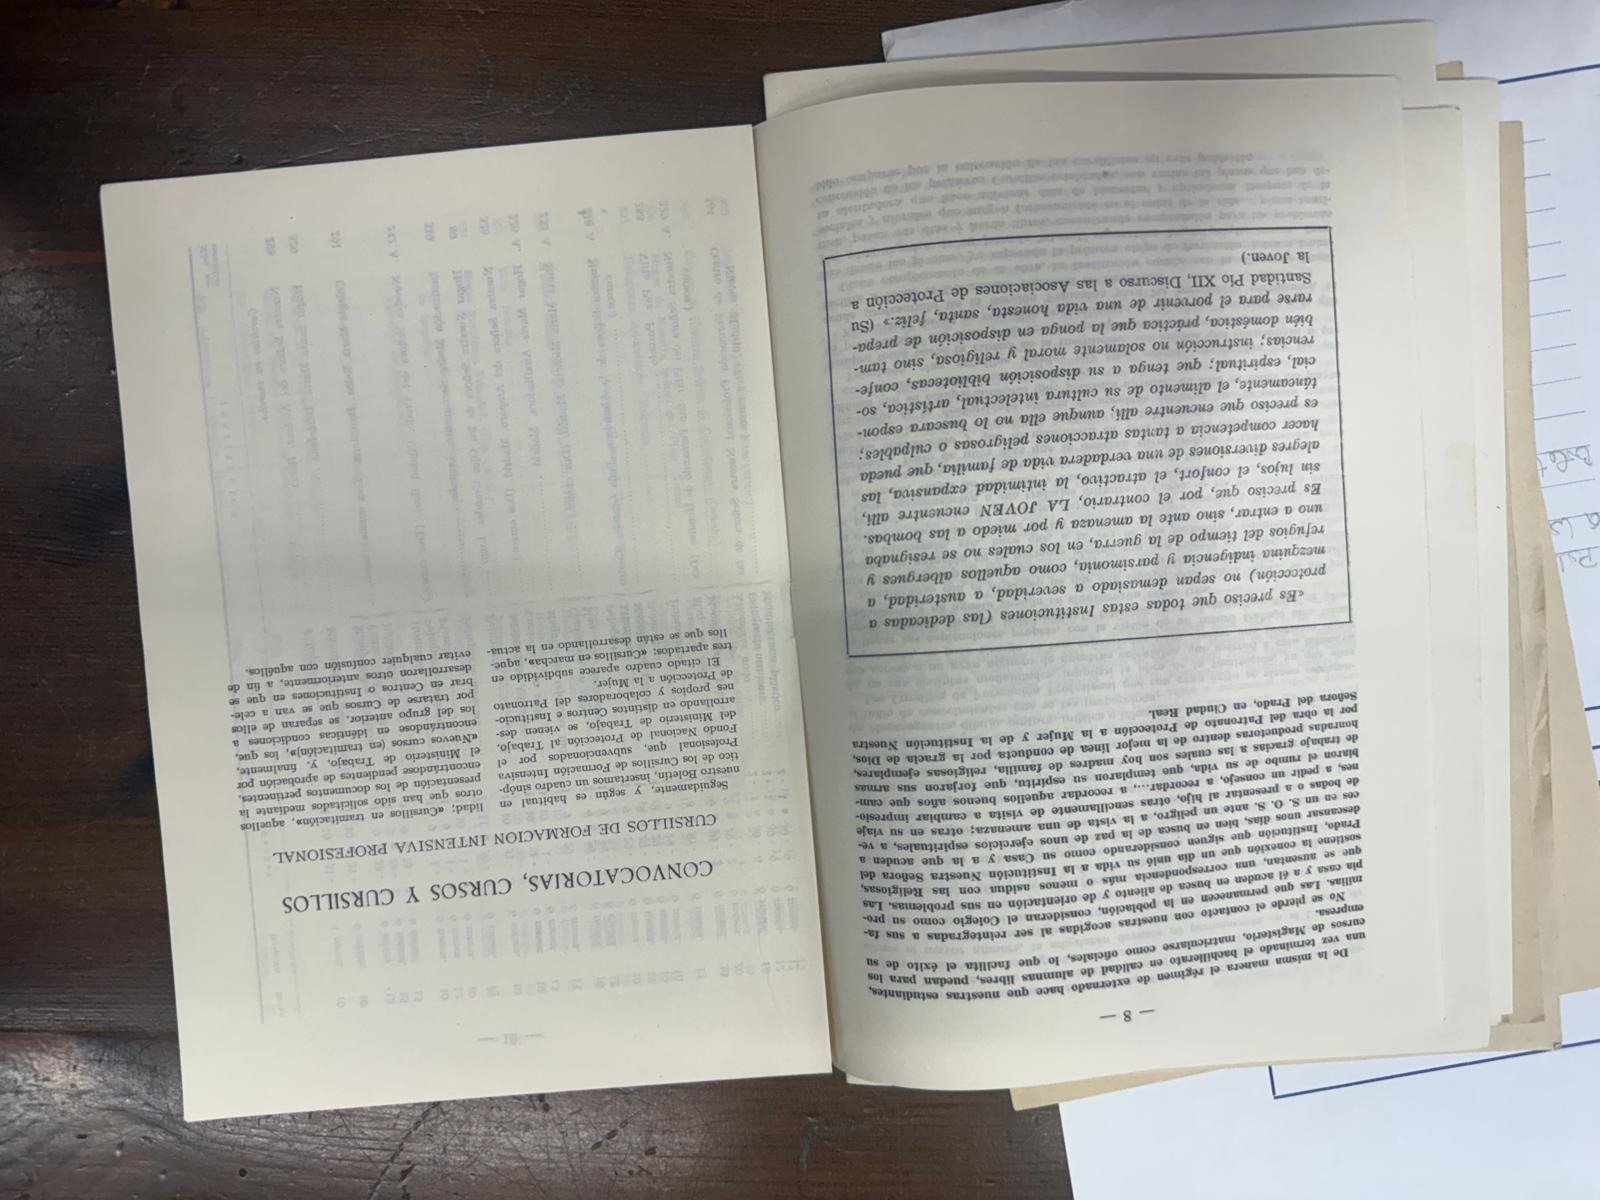 — 8 —
De la misma manera el régimen de externado hace que nuestras estudiantes,
una vez terminado el bachillerato en calidad de alumnas libres, puedan para los
cursos de Magisterio, matricularse como oficiales, lo que facilita el éxito de su
empresa.
No se pierde el contacto con nuestras acogidas al ser reintegradas a sus fa-
milias. Las que permanecen en la población, consideran el Colegio como su pro-
pia casa y a él acuden en busca de aliento y de orientación en sus problemas. Las
que se ausentan, una correspondencia más o menos asidua con las Religiosas,
sostiene la conexión que un día unió su vida a la Institución Nuestra Señora del
Prado, Institución que siguen considerando como su Casa y a la que acuden a
descansar unos días, bien en busca de la paz de unos ejercicios espirituales, a ve-
ces en un S. O. S. ante un peligro, a la vista de una amenaza; otras en su viaje
de bodas o a presentar al hijo, otras sencillamente de visita a cambiar impresio-
nes, a pedir un consejo, a recordar..., a recordar aquellos buenos años que cam-
biaron el rumbo de su vida, que templaron su espíritu, que forjaron sus armas
de trabajo gracias a las cuales son hoy madres de familia, religiosas ejemplares,
honradas productoras dentro de la mejor línea de conducta por la gracia de Dios,
por la obra del Patronato de Protección a la Mujer y de la Institución Nuestra
Señora del Prado, en Ciudad Real.
«Es preciso que todas estas Instituciones (las dedicadas a
protección) no sepan demasiado a severidad, a austeridad, a
mezquina indigencia y parsimonia, como aquellos albergues y
refugios del tiempo de la guerra, en los cuales no se resignaba
uno a entrar, sino ante la amenaza y por miedo a las bombas.
Es preciso que, por el contrario, LA JOVEN encuentre allí,
sin lujos, el confort, el atractivo, la intimidad expansiva, las
alegres diversiones de una verdadera vida de familia, que pueda
hacer competencia a tantas atracciones peligrosas o culpables;
es preciso que encuentre allí, aunque ella no lo buscara espon-
táneamente, el alimento de su cultura intelectual, artística, so-
cial, espiritual; que tenga a su disposición bibliotecas, confe-
rencias; instrucción no solamente moral y religiosa, sino tam-
bién doméstica, práctica que la ponga en disposición de prepa-
rarse para el porvenir de una vida honesta, santa, feliz.» (Su
Santidad Pío XII, Discurso a las Asociaciones de Protección a
la Joven.)
CONVOCATORIAS, CURSOS Y CURSILLOS
CURSILLOS DE FORMACION INTENSIVA PROFESIONAL
Seguidamente, y según es habitual en
nuestro Boletín, insertamos un cuadro sinóp-
tico de los Cursillos de Formación Intensiva
Profesional que, subvencionados por el
Fondo Nacional de Protección al Trabajo,
del Ministerio de Trabajo, se vienen des-
arrollando en distintos Centros e Institucio-
nes propios y colaboradores del Patronato
de Protección a la Mujer.
El citado cuadro aparece subdividido en
tres apartados: «Cursillos en marcha», aque-
llos que se están desarrollando en la actua-
lidad; «Cursillos en tramitación», aquellos
otros que han sido solicitados mediante la
presentación de los documentos pertinentes,
encontrándose pendientes de aprobación por
el Ministerio de Trabajo, y, finalmente,
«Nuevos cursos (en tramitación)», los que,
encontrándose en idénticas condiciones a
los del grupo anterior, se separan de ellos
por tratarse de Cursos que se van a cele-
brar en Centros o Instituciones en que se
desarrollaron otros anteriormente, a fin de
evitar cualquier confusión con aquéllos.